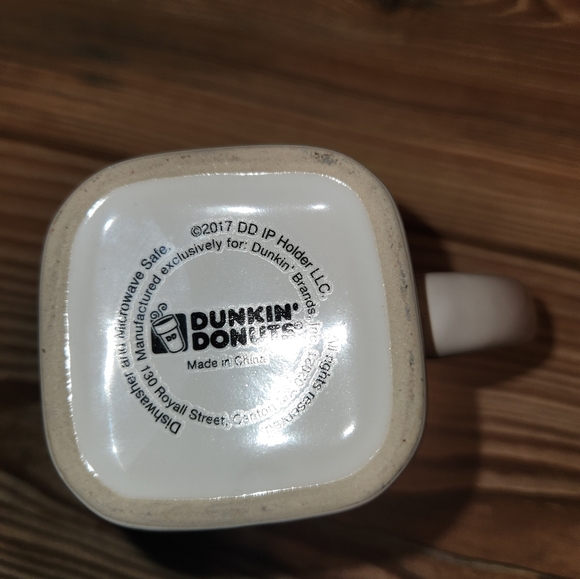 ©2017 DD IP Holder LLC.
All rights reserved
Dishwasher and Microwave Safe.
Manufactured exclusively for: Dunkin' Brands, Inc.
130 Royall Street, Canton
DUNKIN'
DONUTS®
Made in China